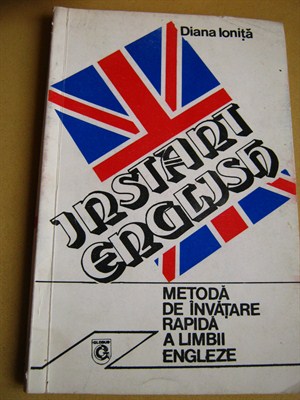 Diana Ioniță
INSTANT
ENGLISH
METODĂ
DE ÎNVĂȚARE
RAPIDĂ
A LIMBII
ENGLEZE